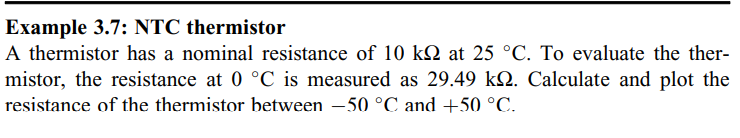 Example 3.7: NTC thermistor
A thermistor has a nominal resistance of 10 kΩ at 25 °C. To evaluate the ther-
mistor, the resistance at 0 °C is measured as 29.49 kΩ. Calculate and plot the
resistance of the thermistor between −50 °C and +50 °C.